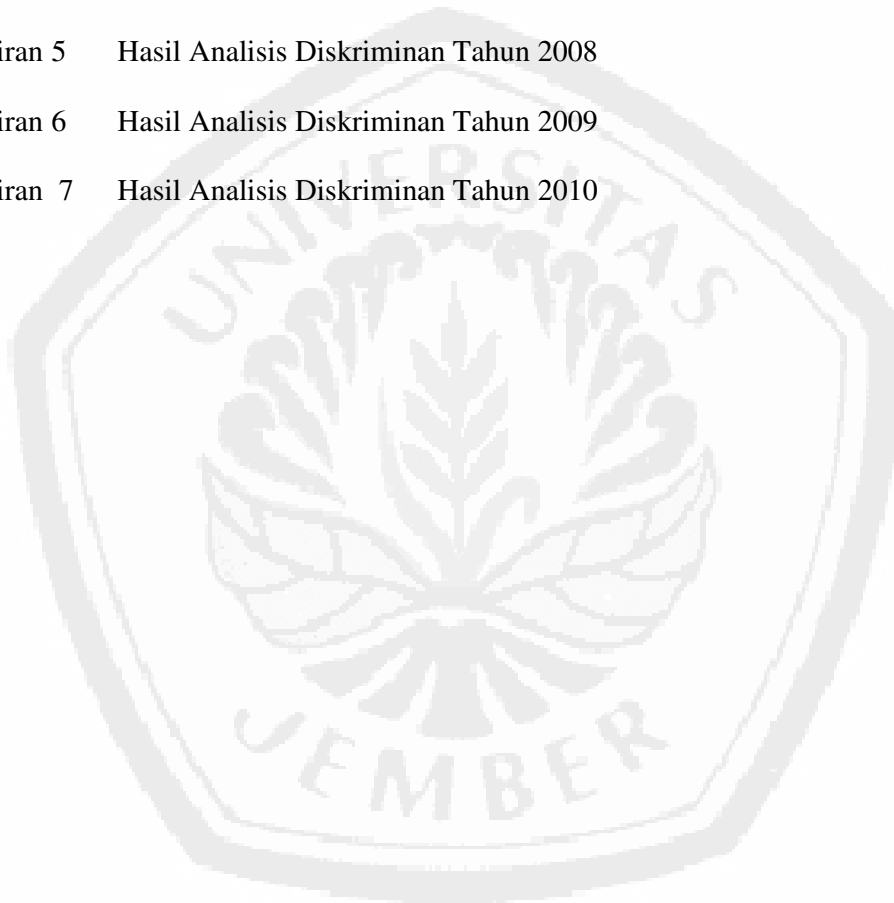 iran 5 Hasil Analisis Diskriminan Tahun 2008
iran 6 Hasil Analisis Diskriminan Tahun 2009
iran 7 Hasil Analisis Diskriminan Tahun 2010
UNIVERSITAS
JEMBER